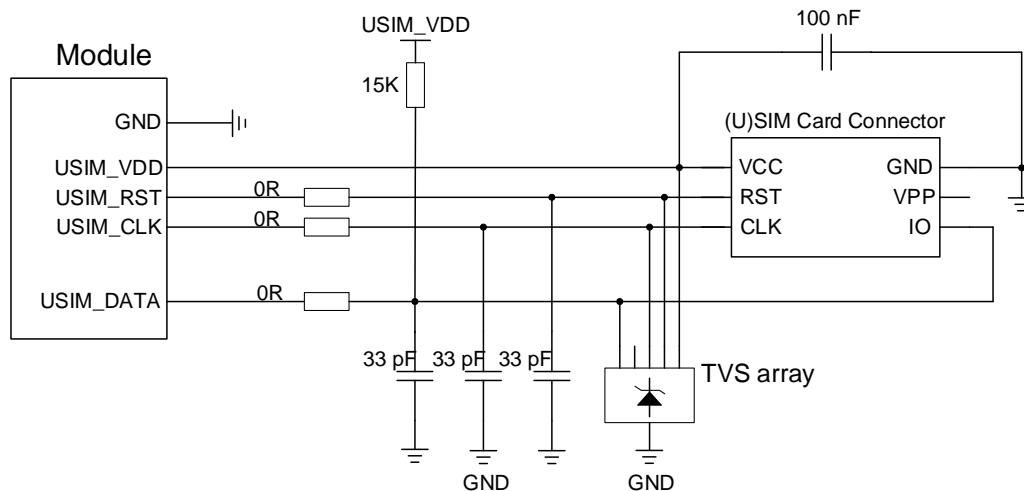 100 nF
USIM_VDD
Module
15K
(U)SIM Card Connector
GND
USIM_VDD
VCC
GND
USIM_RST
0R
RST
VPP
USIM_CLK
0R
CLK
IO
USIM_DATA
0R
33 pF
33 pF
33 pF
TVS array
GND
GND